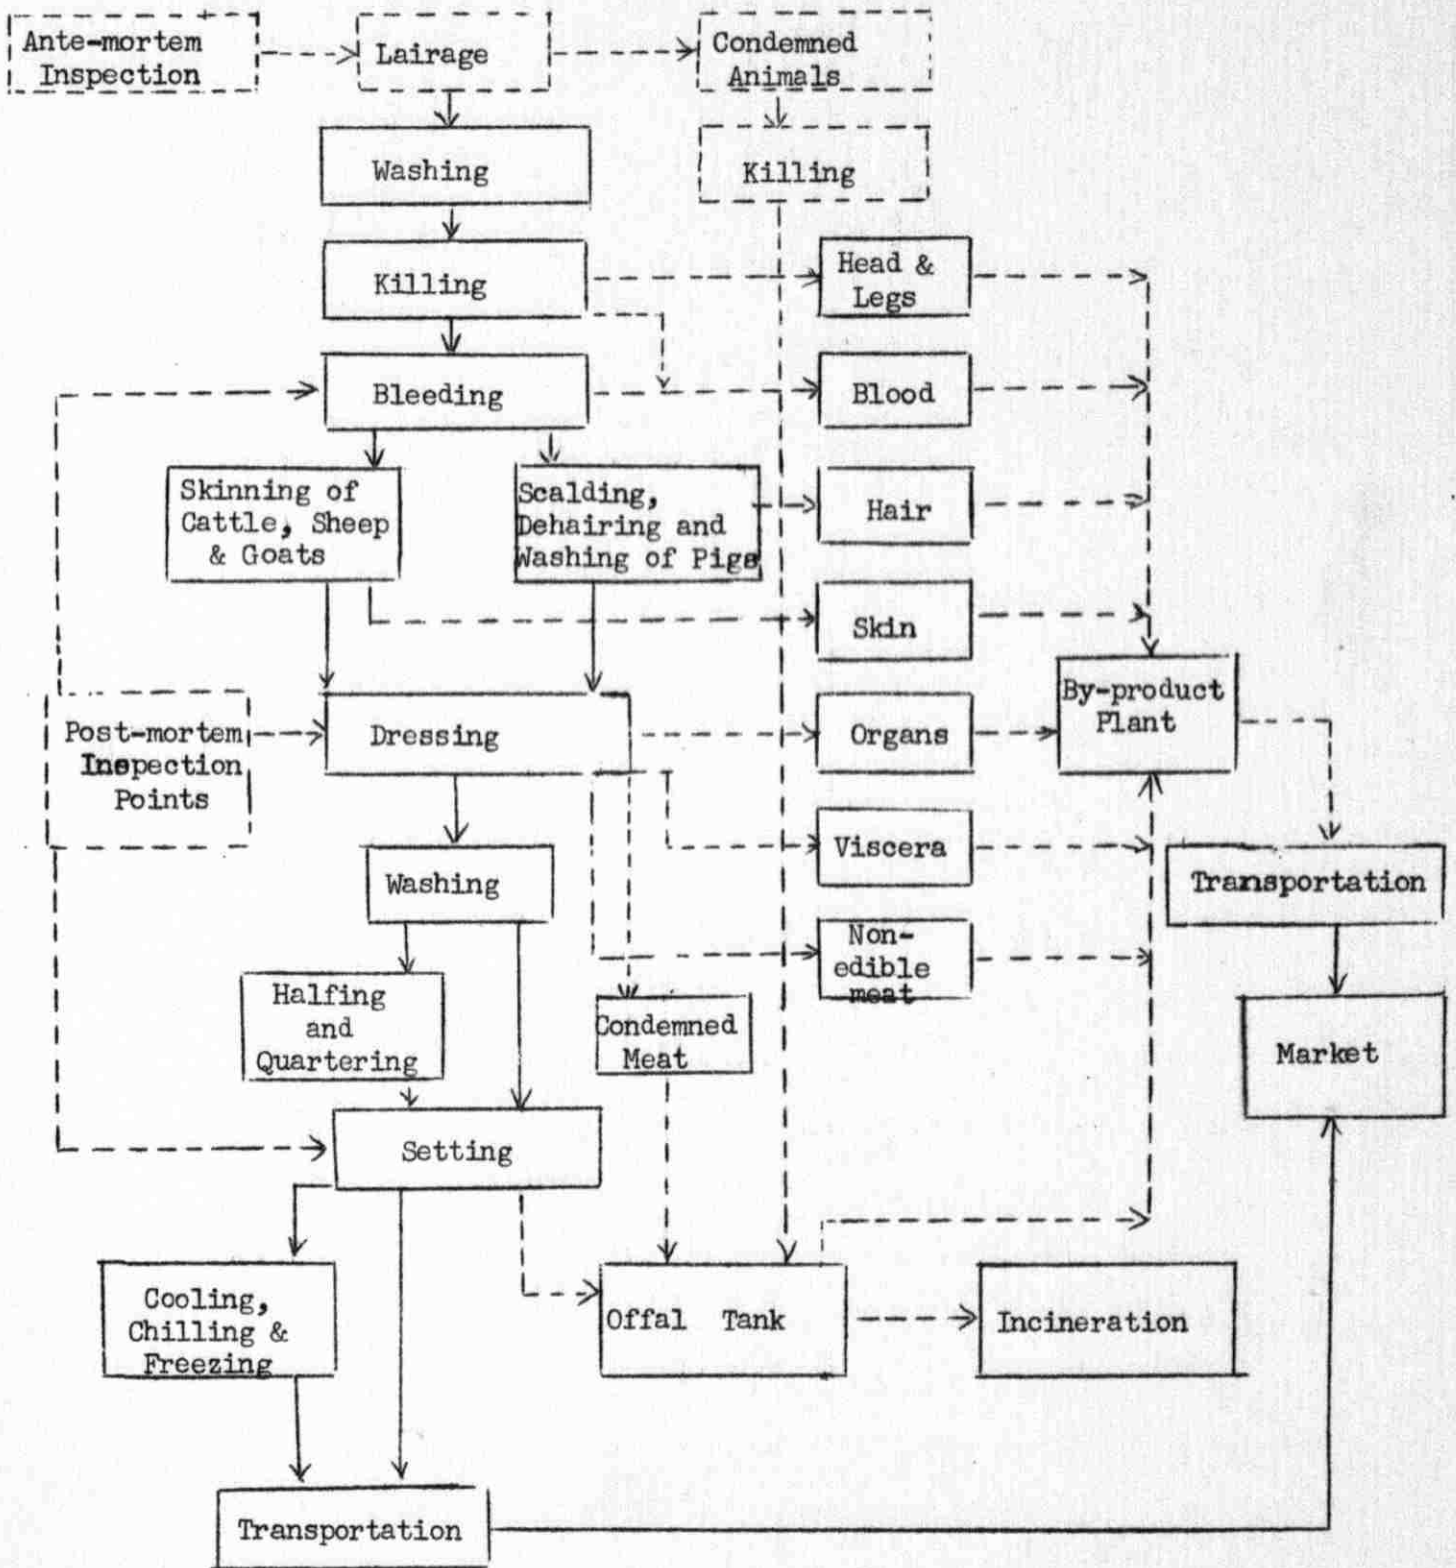 Ante-mortem
Inspection
Lairage
Condemned
Animals
Washing
Killing
Killing
Head &
Legs
Bleeding
Blood
Skinning of
Cattle, Sheep
& Goats
Scalding,
Dehairing and
Washing of Pigs
Hair
Skin
Post-mortem
Inspection
Points
Dressing
Organs
By-product
Plant
Washing
Viscera
Transportation
Halfing
and
Quartering
Condemned
Meat
Non-
edible
meat
Market
Setting
Cooling,
Chilling &
Freezing
Offal Tank
Incineration
Transportation